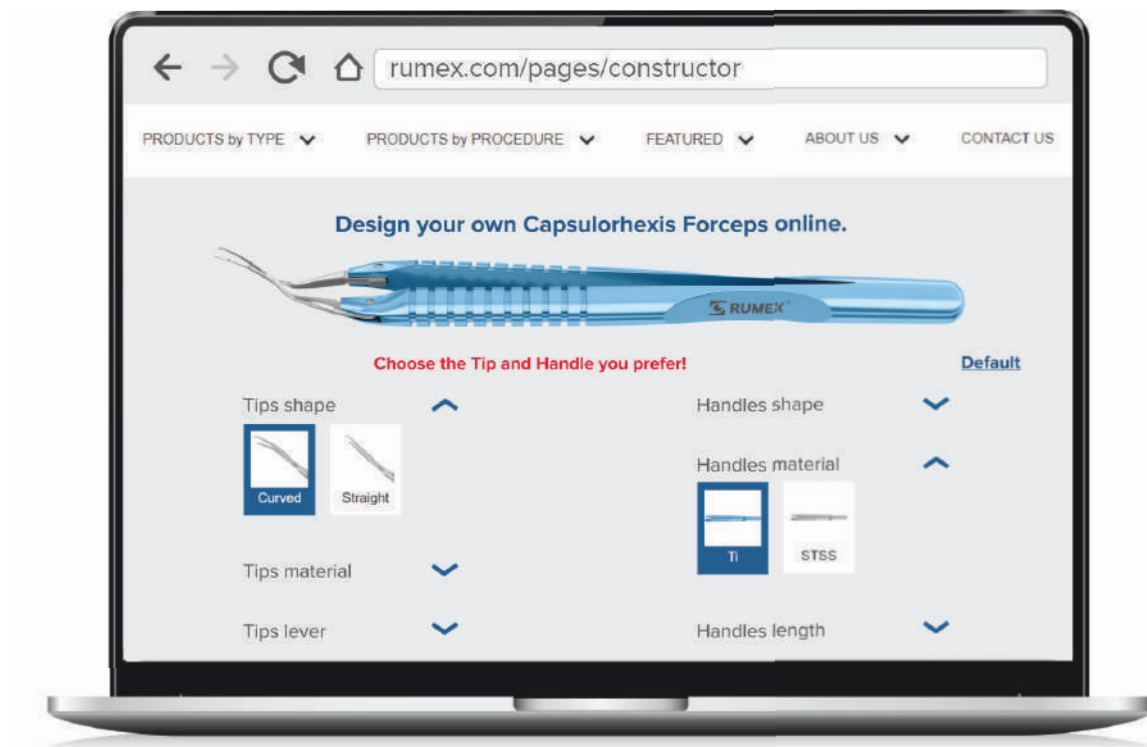 rumex.com/pages/constructor
PRODUCTS by TYPE PRODUCTS by PROCEDURE FEATURED ABOUT US CONTACT US
Design your own Capsulorhexis Forceps online.
RUMEX®
Choose the Tip and Handle you prefer!
Default
Tips shape
Curved
Straight
Tips material
Tips lever
Handles shape
Handles material
Ti
STSS
Handles length